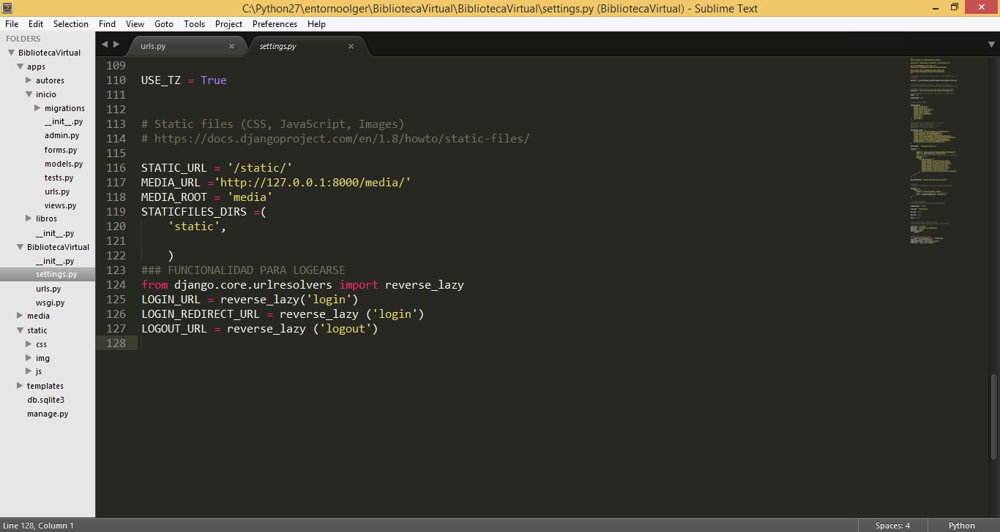 C:\Python27\entornoolger\BibliotecaVirtual\BibliotecaVirtual\settings.py (BibliotecaVirtual) - Sublime Text
File Edit Selection Find View Goto Tools Project Preferences Help
FOLDERS
BibliotecaVirtual
apps
autores
inicio
migrations
__init__.py
admin.py
forms.py
models.py
tests.py
urls.py
views.py
libros
__init__.py
BibliotecaVirtual
__init__.py
settings.py
urls.py
wsgi.py
media
static
css
img
js
templates
db.sqlite3
manage.py
urls.py × settings.py ×
109
110 USE_TZ = True
111
112
113 # Static files (CSS, JavaScript, Images)
114 # https://docs.djangoproject.com/en/1.8/howto/static-files/
115
116 STATIC_URL = '/static/'
117 MEDIA_URL ='http://127.0.0.1:8000/media/'
118 MEDIA_ROOT = 'media'
119 STATICFILES_DIRS =(
120     'static',
121
122     )
123 ### FUNCIONALIDAD PARA LOGEARSE
124 from django.core.urlresolvers import reverse_lazy
125 LOGIN_URL = reverse_lazy('login')
126 LOGIN_REDIRECT_URL = reverse_lazy ('login')
127 LOGOUT_URL = reverse_lazy ('logout')
128
Line 128, Column 1
Spaces: 4
Python